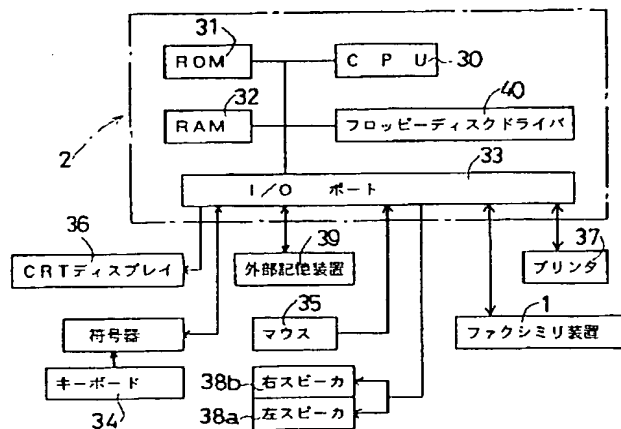 31
ROM
CPU
30
32
RAM
40
フロッピーディスクドライバ
2
33
I/O ポート
36
CRTディスプレイ
39
外部記憶装置
37
プリンタ
35
マウス
1
ファクシミリ装置
符号器
キーボード
34
38b
右スピーカ
38a
左スピーカ